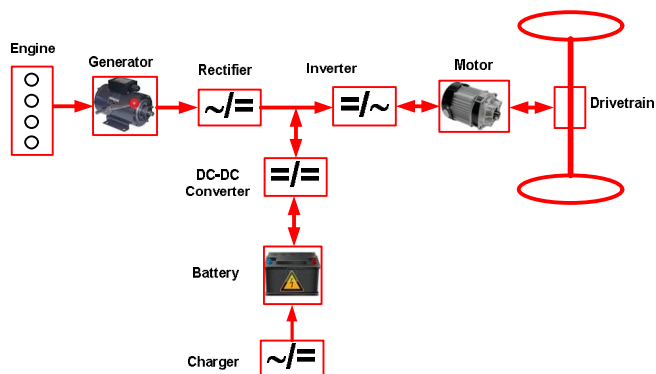 Engine
Generator
Rectifier
Inverter
Motor
Drivetrain
~/=
=/~
DC-DC
Converter
=/=
Battery
Charger
~/=